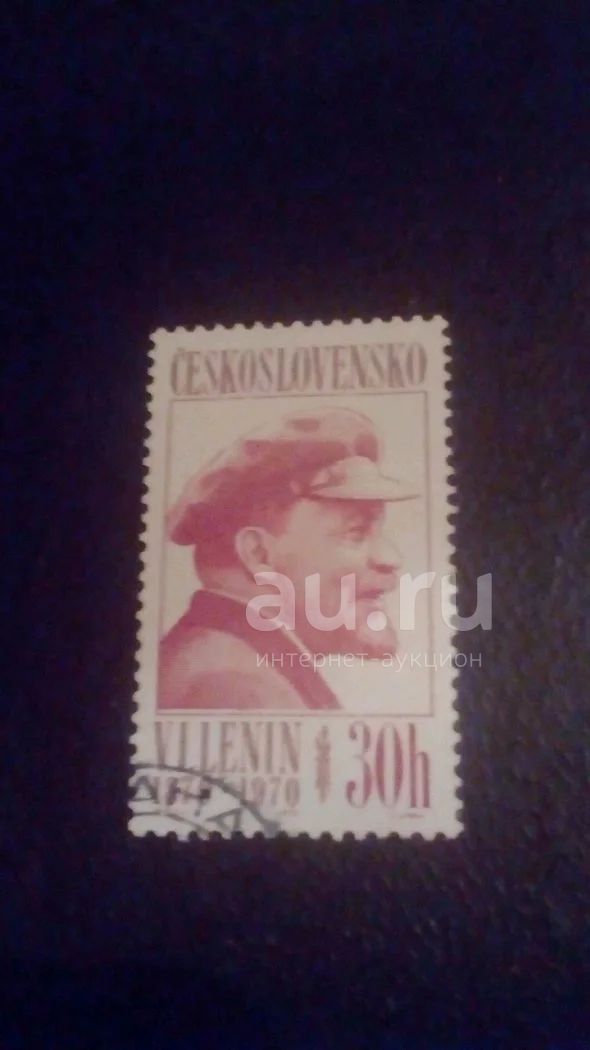 ČESKOSLOVENSKO
au.ru
интернет-аукцион
V.I.LENIN
1970
30h